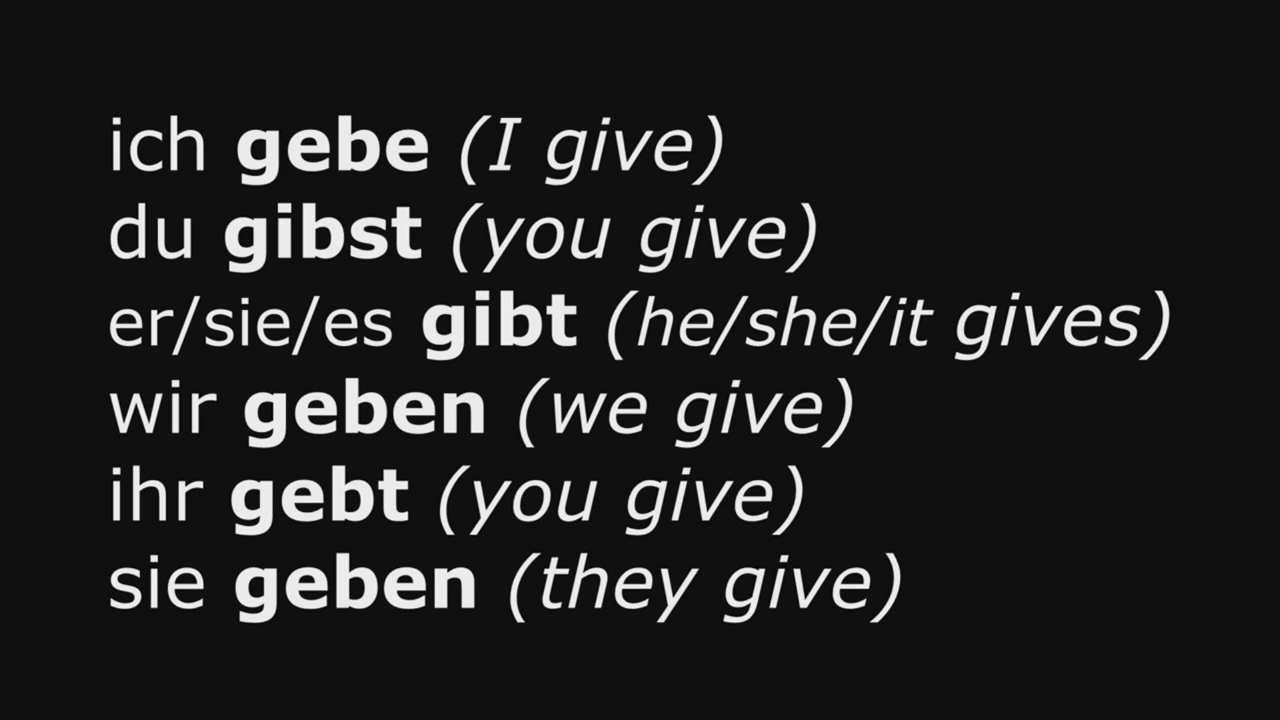 ich gebe (I give)
du gibst (you give)
er/sie/es gibt (he/she/it gives)
wir geben (we give)
ihr gebt (you give)
sie geben (they give)